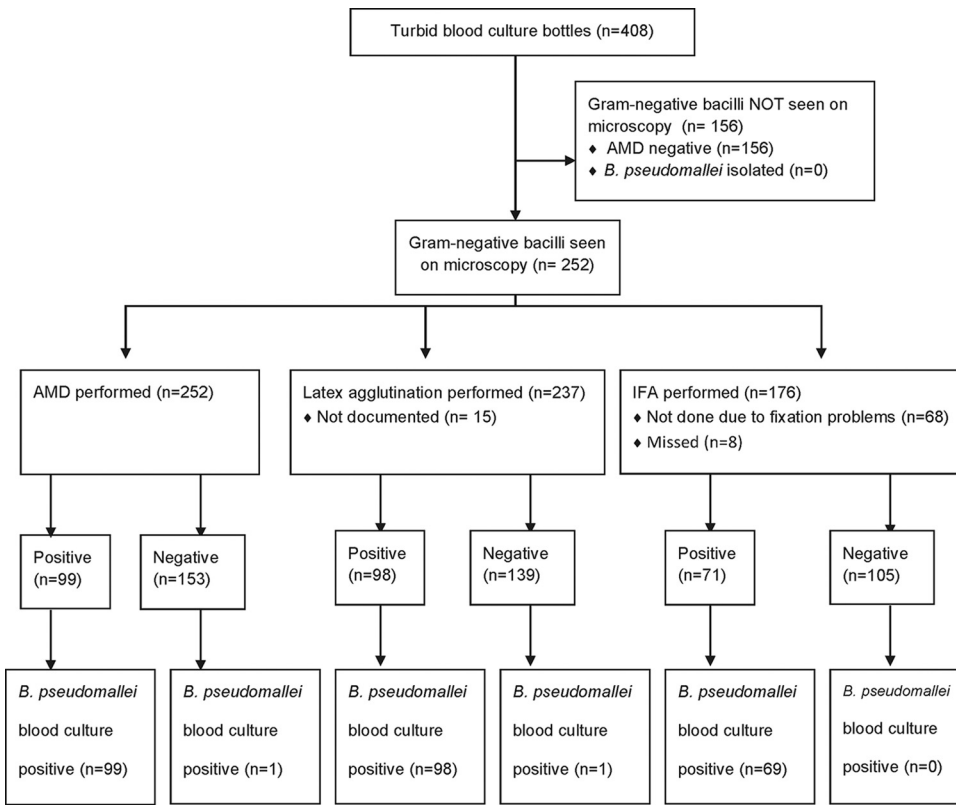 Turbid blood culture bottles (n=408)
Gram-negative bacilli NOT seen on
microscopy (n= 156)
♦ AMD negative (n=156)
♦ B. pseudomallei isolated (n=0)
Gram-negative bacilli seen
on microscopy (n= 252)
AMD performed (n=252)
Latex agglutination performed (n=237)
♦ Not documented (n= 15)
IFA performed (n=176)
♦ Not done due to fixation problems (n=68)
♦ Missed (n=8)
Positive
(n=99)
Negative
(n=153)
Positive
(n=98)
Negative
(n=139)
Positive
(n=71)
Negative
(n=105)
B. pseudomallei
blood culture
positive (n=99)
B. pseudomallei
blood culture
positive (n=1)
B. pseudomallei
blood culture
positive (n=98)
B. pseudomallei
blood culture
positive (n=1)
B. pseudomallei
blood culture
positive (n=69)
B. pseudomallei
blood culture
positive (n=0)